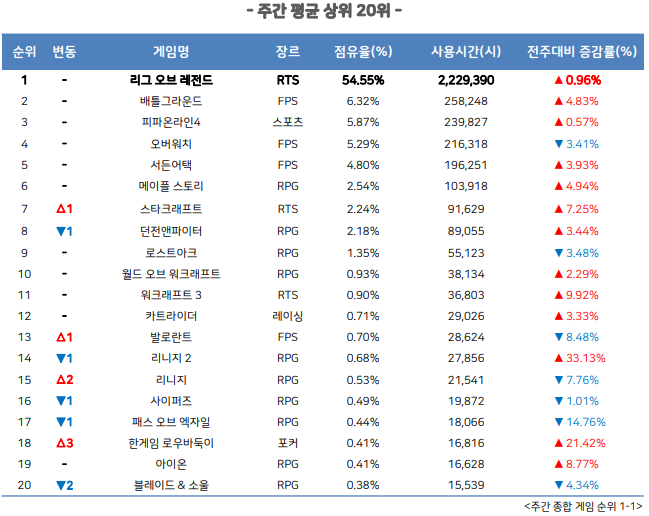 - 주간 평균 상위 20위 -
순위 변동 게임명 장르 점유율(%) 사용시간(시) 전주대비 증감률(%)
1 - 리그 오브 레전드 RTS 54.55% 2,229,390 ▲0.96%
2 - 배틀그라운드 FPS 6.32% 258,248 ▲4.83%
3 - 피파온라인4 스포츠 5.87% 239,827 ▲0.57%
4 - 오버워치 FPS 5.29% 216,318 ▼3.41%
5 - 서든어택 FPS 4.80% 196,251 ▲3.93%
6 - 메이플 스토리 RPG 2.54% 103,918 ▲4.94%
7 △1 스타크래프트 RTS 2.24% 91,629 ▲7.25%
8 ▼1 던전앤파이터 RPG 2.18% 89,055 ▲3.44%
9 - 로스트아크 RPG 1.35% 55,123 ▼3.48%
10 - 월드 오브 워크래프트 RPG 0.93% 38,134 ▲2.29%
11 - 워크래프트 3 RTS 0.90% 36,803 ▲9.92%
12 - 카트라이더 레이싱 0.71% 29,026 ▲3.33%
13 △1 발로란트 FPS 0.70% 28,624 ▼8.48%
14 ▼1 리니지 2 RPG 0.68% 27,856 ▲33.13%
15 △2 리니지 RPG 0.53% 21,541 ▼7.76%
16 ▼1 사이퍼즈 RPG 0.49% 19,872 ▼1.01%
17 ▼1 패스 오브 엑자일 RPG 0.44% 18,066 ▼14.76%
18 △3 한게임 로우바둑이 포커 0.41% 16,816 ▲21.42%
19 - 아이온 RPG 0.41% 16,628 ▲8.77%
20 ▼2 블레이드 & 소울 RPG 0.38% 15,539 ▼4.34%
<주간 종합 게임 순위 1-1>